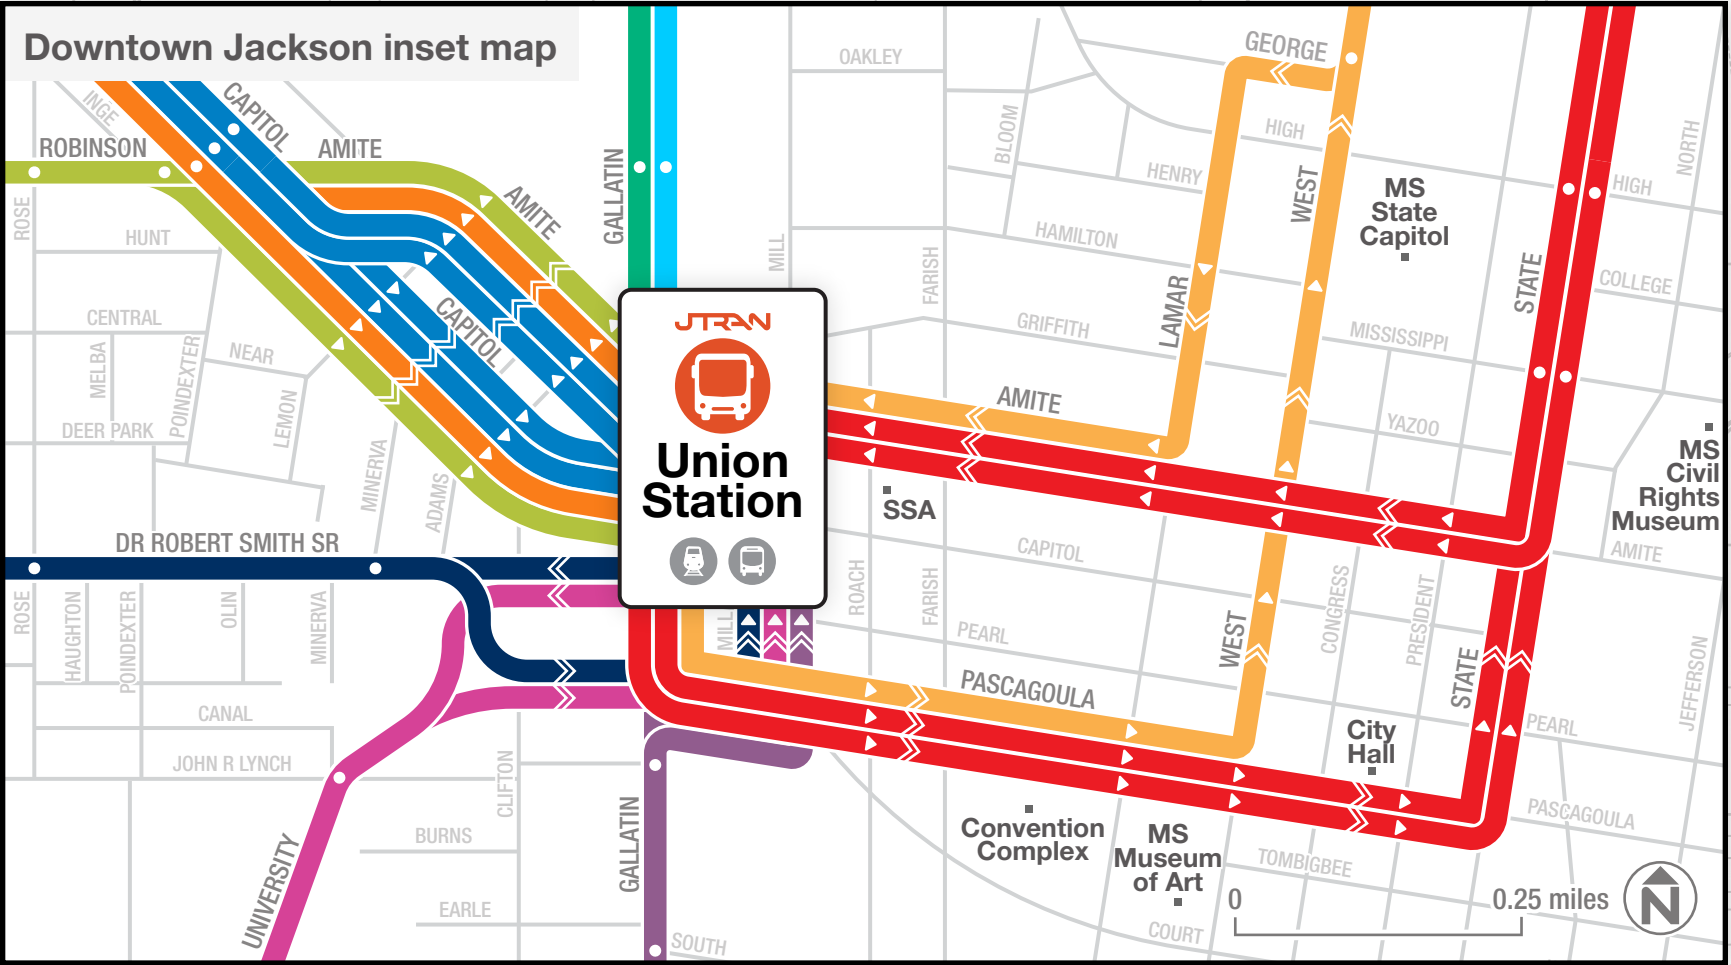 Downtown Jackson inset map
INGE
CAPITOL
ROBINSON
AMITE
AMITE
GALLATIN
OAKLEY
GEORGE
BLOOM
HIGH
HENRY
WEST
MS
State
Capitol
HIGH
NORTH
ROSE
HUNT
MILL
FARISH
HAMILTON
LAMAR
STATE
COLLEGE
CENTRAL
MELBA
POINDEXTER
NEAR
LEMON
CAPITOL
JTRAN
Union
Station
GRIFFITH
MISSISSIPPI
AMITE
YAZOO
DEER PARK
MINERVA
ADAMS
SSA
MS
Civil
Rights
Museum
DR ROBERT SMITH SR
CAPITOL
AMITE
ROSE
HAUGHTON
POINDEXTER
OLIN
MINERVA
MILL
ROACH
FARISH
PEARL
WEST
CONGRESS
PRESIDENT
STATE
JEFFERSON
PASCAGOULA
CANAL
JOHN R LYNCH
City
Hall
PEARL
CLIFTON
GALLATIN
UNIVERSITY
BURNS
EARLE
SOUTH
Convention
Complex
MS
Museum
of Art
PASCAGOULA
TOMBIGBEE
COURT
0
0.25 miles
N